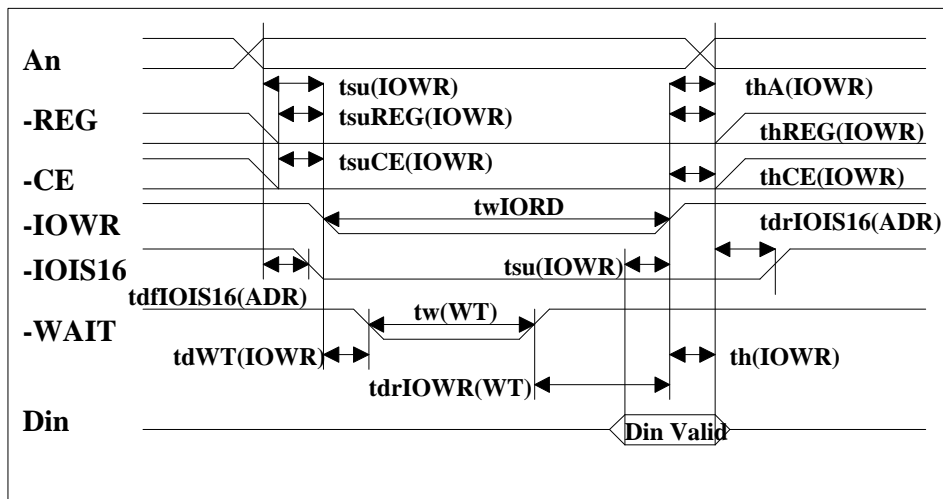 An
tsu(IOWR)
thA(IOWR)
-REG
tsuREG(IOWR)
thREG(IOWR)
tsuCE(IOWR)
-CE
thCE(IOWR)
twIORD
-IOWR
tdrIOIS16(ADR)
-IOIS16
tsu(IOWR)
tdfIOIS16(ADR)
tw(WT)
-WAIT
tdWT(IOWR)
th(IOWR)
tdrIOWR(WT)
Din
Din Valid